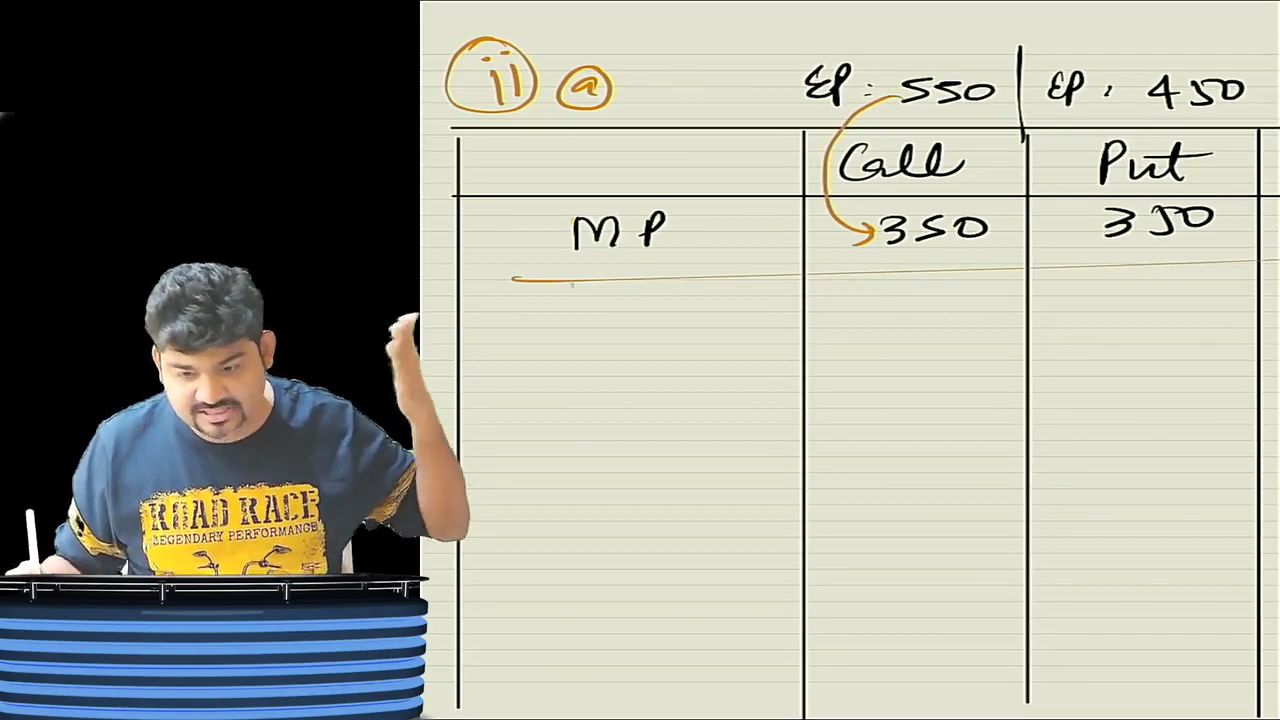 ii a EP : 550 EP : 450
Call Put
MP 350 350
ROAD RACE
LEGENDARY PERFORMANCE